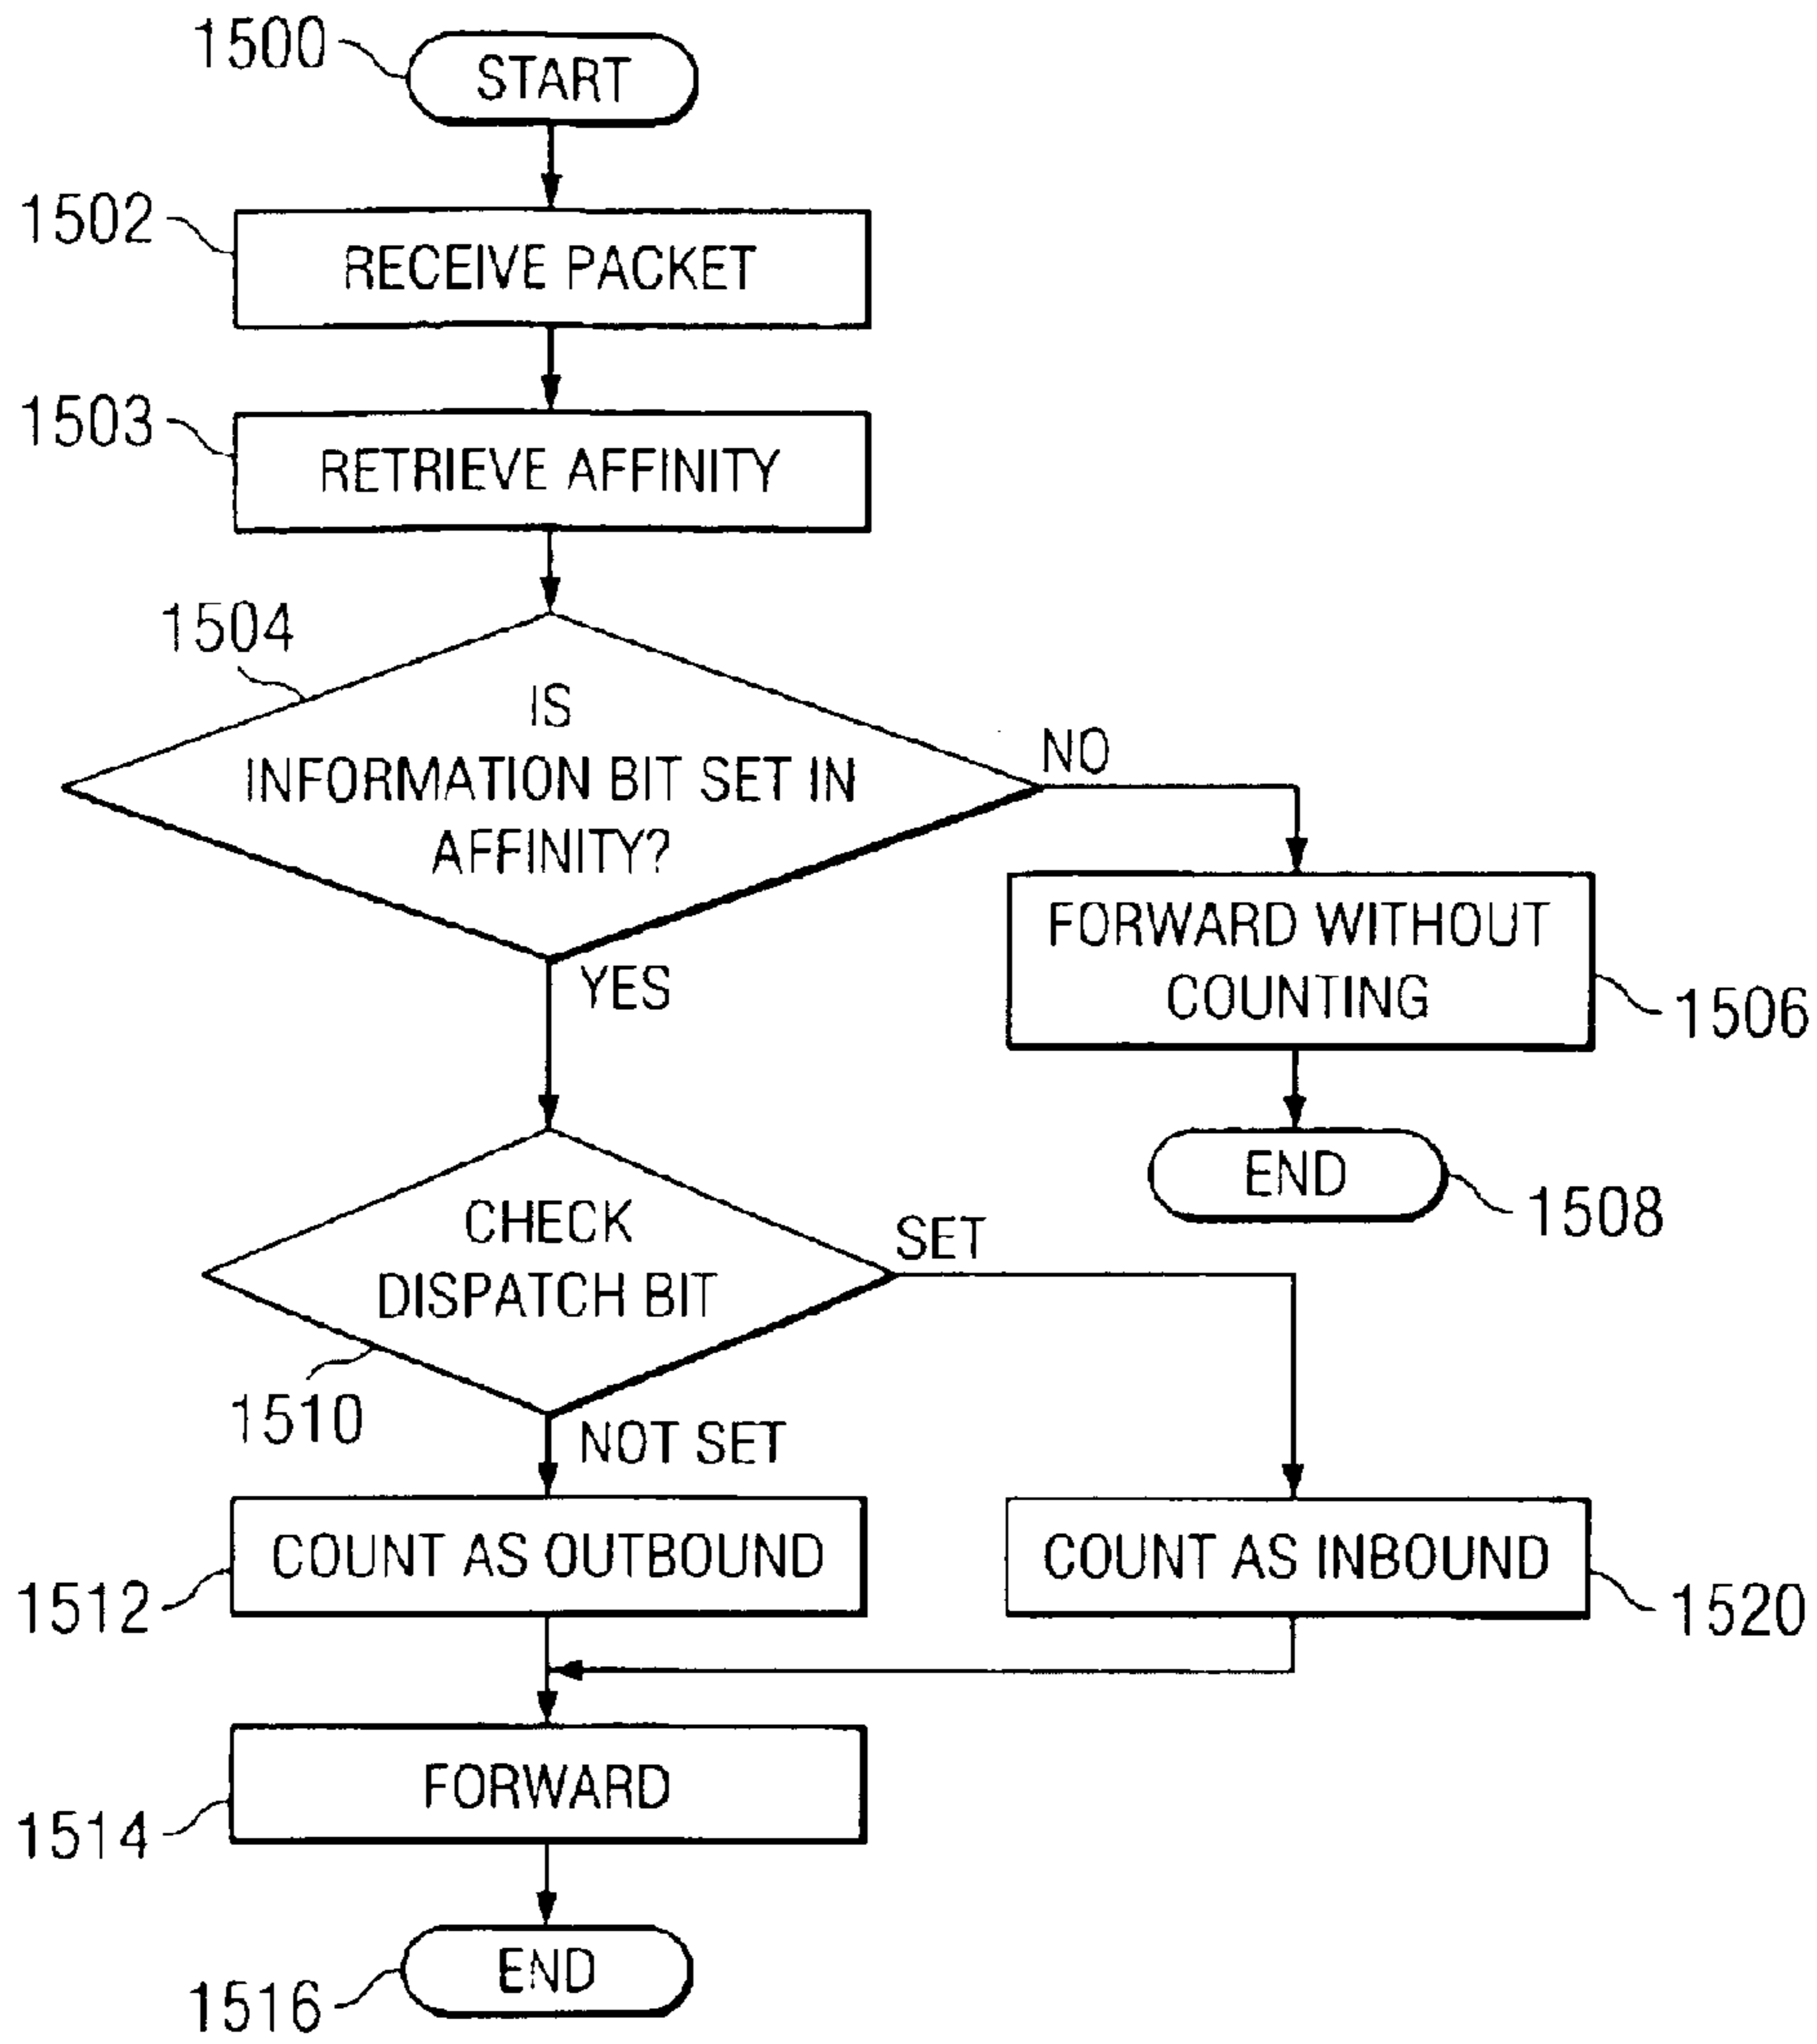 1500
START
1502
RECEIVE PACKET
1503
RETRIEVE AFFINITY
1504
IS
INFORMATION BIT SET IN
AFFINITY?
NO
YES
FORWARD WITHOUT
COUNTING
1506
END
1508
CHECK
DISPATCH BIT
SET
1510
NOT SET
COUNT AS OUTBOUND
1512
COUNT AS INBOUND
1520
FORWARD
1514
END
1516